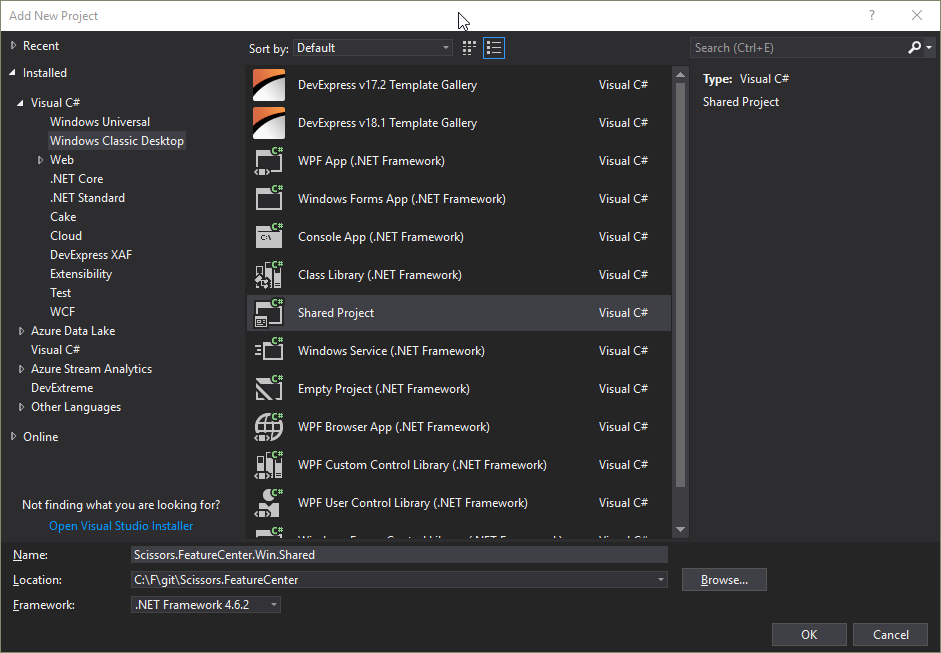 Add New Project
?
Recent
Installed
Visual C#
Windows Universal
Windows Classic Desktop
Web
.NET Core
.NET Standard
Cake
Cloud
DevExpress XAF
Extensibility
Test
WCF
Azure Data Lake
Visual C#
Azure Stream Analytics
DevExtreme
Other Languages
Online
Not finding what you are looking for?
Open Visual Studio Installer
Sort by: Default
DevExpress v17.2 Template Gallery Visual C#
DevExpress v18.1 Template Gallery Visual C#
C# WPF App (.NET Framework) Visual C#
C# Windows Forms App (.NET Framework) Visual C#
C# C:\ Console App (.NET Framework) Visual C#
C# Class Library (.NET Framework) Visual C#
C# Shared Project Visual C#
C# Windows Service (.NET Framework) Visual C#
C# Empty Project (.NET Framework) Visual C#
C# WPF Browser App (.NET Framework) Visual C#
C# WPF Custom Control Library (.NET Framework) Visual C#
C# WPF User Control Library (.NET Framework) Visual C#
C# Windows Forms Control Library (.NET Framework) Visual C#
Search (Ctrl+E)
Type: Visual C#
Shared Project
Name: Scissors.FeatureCenter.Win.Shared
Location: C:\F\git\Scissors.FeatureCenter
Browse...
Framework: .NET Framework 4.6.2
OK
Cancel